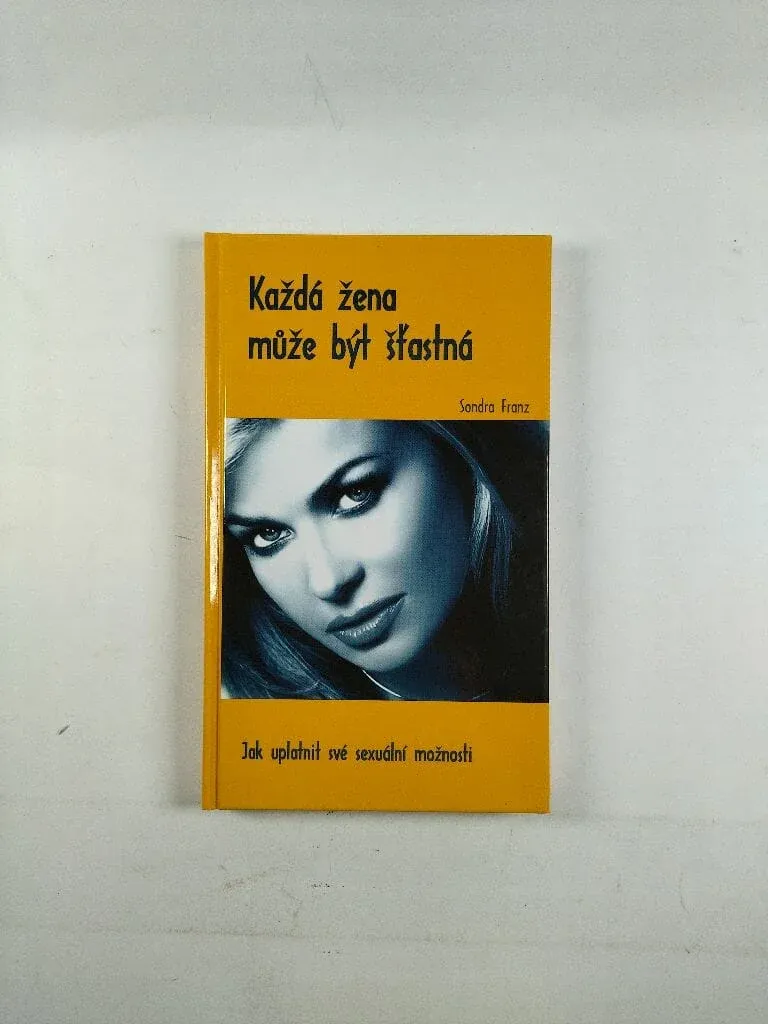 Každá žena
může být šťastná
Sondra Franz
Jak uplatnit své sexuální možnosti